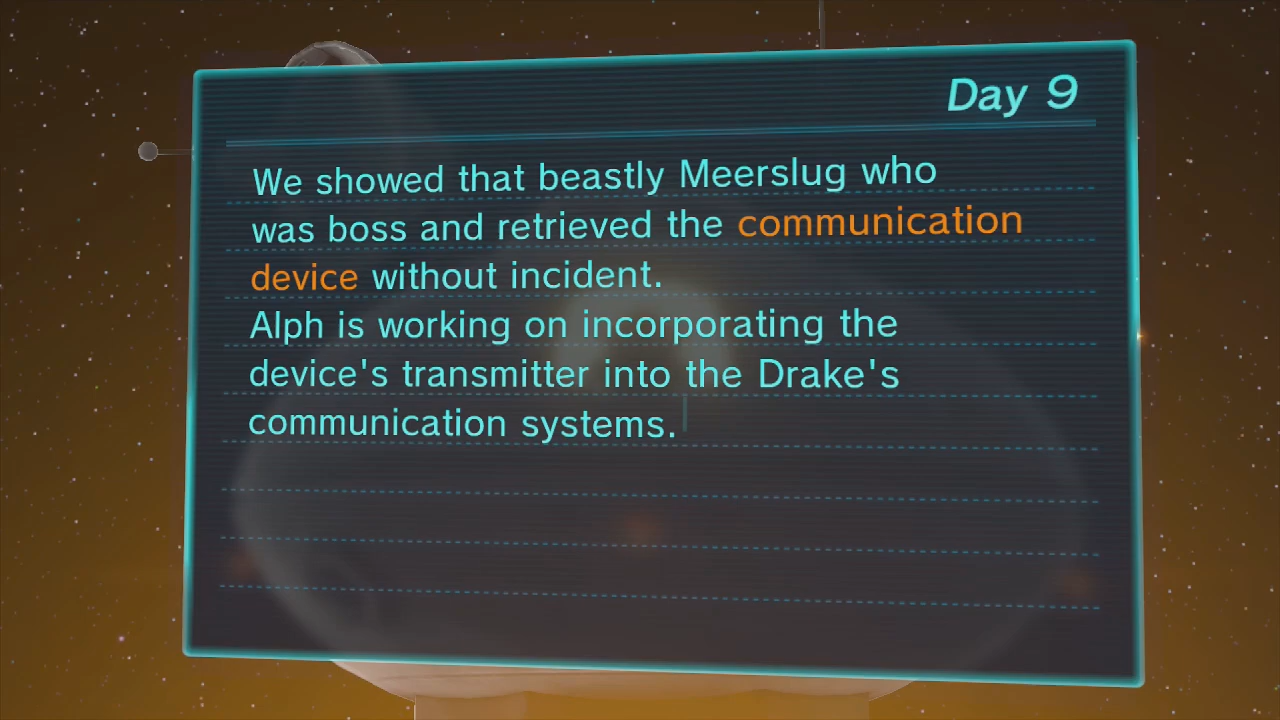 Day 9
We showed that beastly Meerslug who
was boss and retrieved the communication
device without incident.
Alph is working on incorporating the
device's transmitter into the Drake's
communication systems.